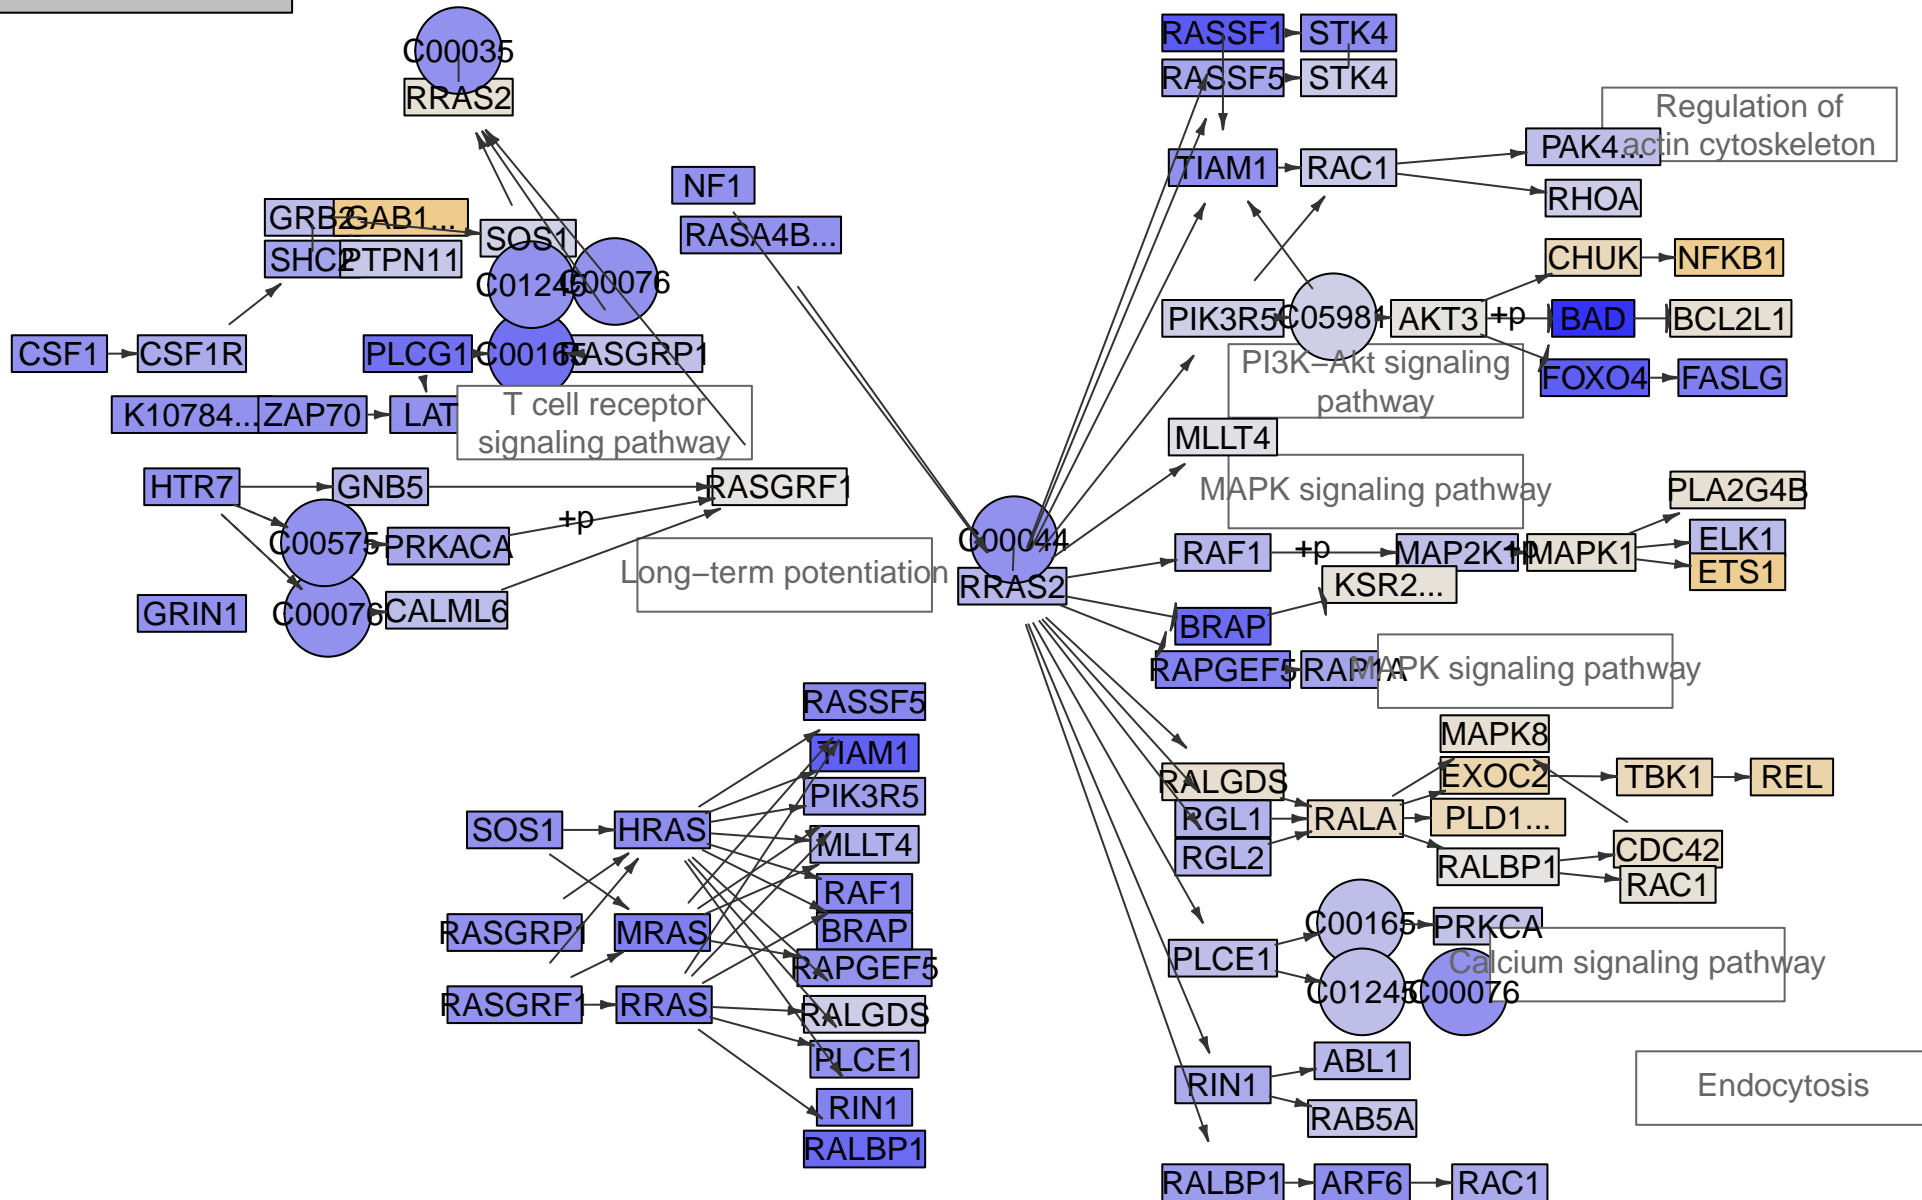 C00035
RRAS2
RASSF1
STK4
RASSF5
STK4
Regulation of
actin cytoskeleton
PAK4...
TIAM1
RAC1
RHOA
NF1
RASA4B...
GRB2
GAB1...
SOS1
SHC2
PTPN11
C01245
C00076
CHUK
NFKB1
PIK3R5
C05981
AKT3
+p
BAD
BCL2L1
CSF1
CSF1R
PLCG1
C00165
RASGRP1
PI3K–Akt signaling
pathway
FOXO4
FASLG
K10784...
ZAP70
LAT
T cell receptor
signaling pathway
MLLT4
HTR7
GNB5
RASGRF1
MAPK signaling pathway
PLA2G4B
C00575
PRKACA
+p
C00044
RRAS2
RAF1
+p
MAP2K1
+p
MAPK1
ELK1
ETS1
Long–term potentiation
KSR2...
GRIN1
C00076
CALML6
BRAP
RAPGEF5
RAP1A
MAPK signaling pathway
RASSF5
TIAM1
PIK3R5
MLLT4
RAF1
BRAP
RAPGEF5
RALGDS
PLCE1
RIN1
RALBP1
SOS1
HRAS
RASGRP1
MRAS
RASGRF1
RRAS
MAPK8
RALGDS
EXOC2
TBK1
REL
RGL1
RALA
PLD1...
RGL2
RALBP1
CDC42
RAC1
C00165
PRKCA
PLCE1
Calcium signaling pathway
C01245
C00076
ABL1
RIN1
RAB5A
Endocytosis
RALBP1
ARF6
RAC1